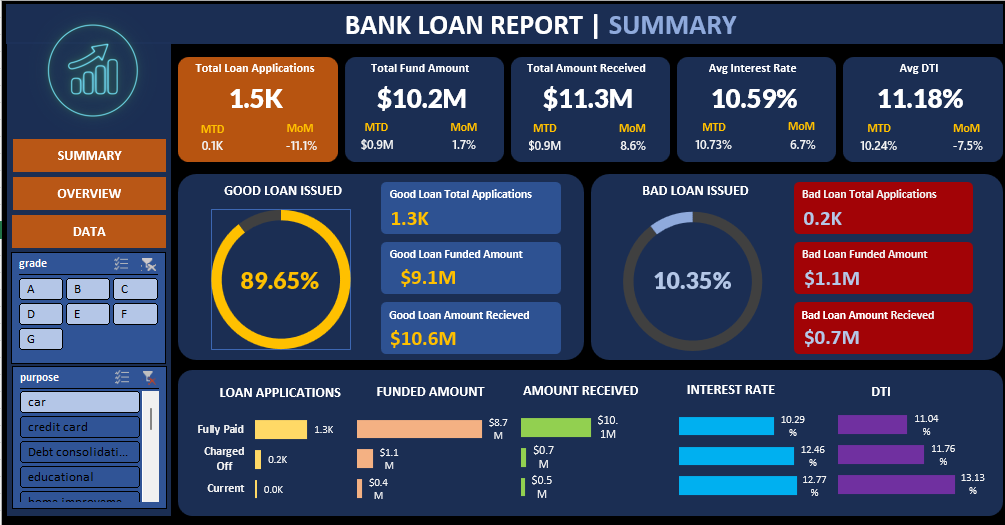 BANK LOAN REPORT | SUMMARY
Total Loan Applications
1.5K
MTD MoM
0.1K -11.1%
Total Fund Amount
$10.2M
MTD MoM
$0.9M 1.7%
Total Amount Received
$11.3M
MTD MoM
$0.9M 8.6%
Avg Interest Rate
10.59%
MTD MoM
10.73% 6.7%
Avg DTI
11.18%
MTD MoM
10.24% -7.5%
SUMMARY
OVERVIEW
DATA
grade
A B C
D E F
G
purpose
car
credit card
Debt consolidati...
educational
home improveme...
GOOD LOAN ISSUED
89.65%
Good Loan Total Applications
1.3K
Good Loan Funded Amount
$9.1M
Good Loan Amount Recieved
$10.6M
BAD LOAN ISSUED
10.35%
Bad Loan Total Applications
0.2K
Bad Loan Funded Amount
$1.1M
Bad Loan Amount Recieved
$0.7M
LOAN APPLICATIONS
Fully Paid 1.3K
Charged
Off 0.2K
Current 0.0K
FUNDED AMOUNT
$8.7
M
$1.1
M
$0.4
M
AMOUNT RECEIVED
$10.
1M
$0.7
M
$0.5
M
INTEREST RATE
10.29
%
12.46
%
12.77
%
DTI
11.04
%
11.76
%
13.13
%